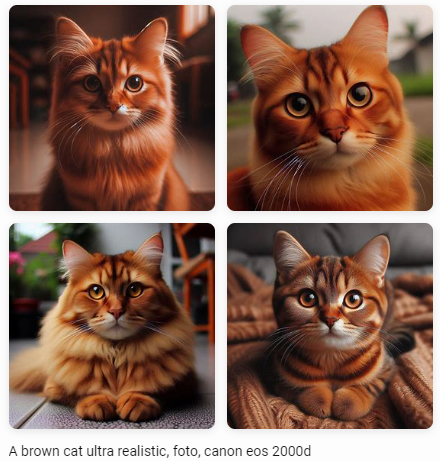 A brown cat ultra realistic, foto, canon eos 2000d